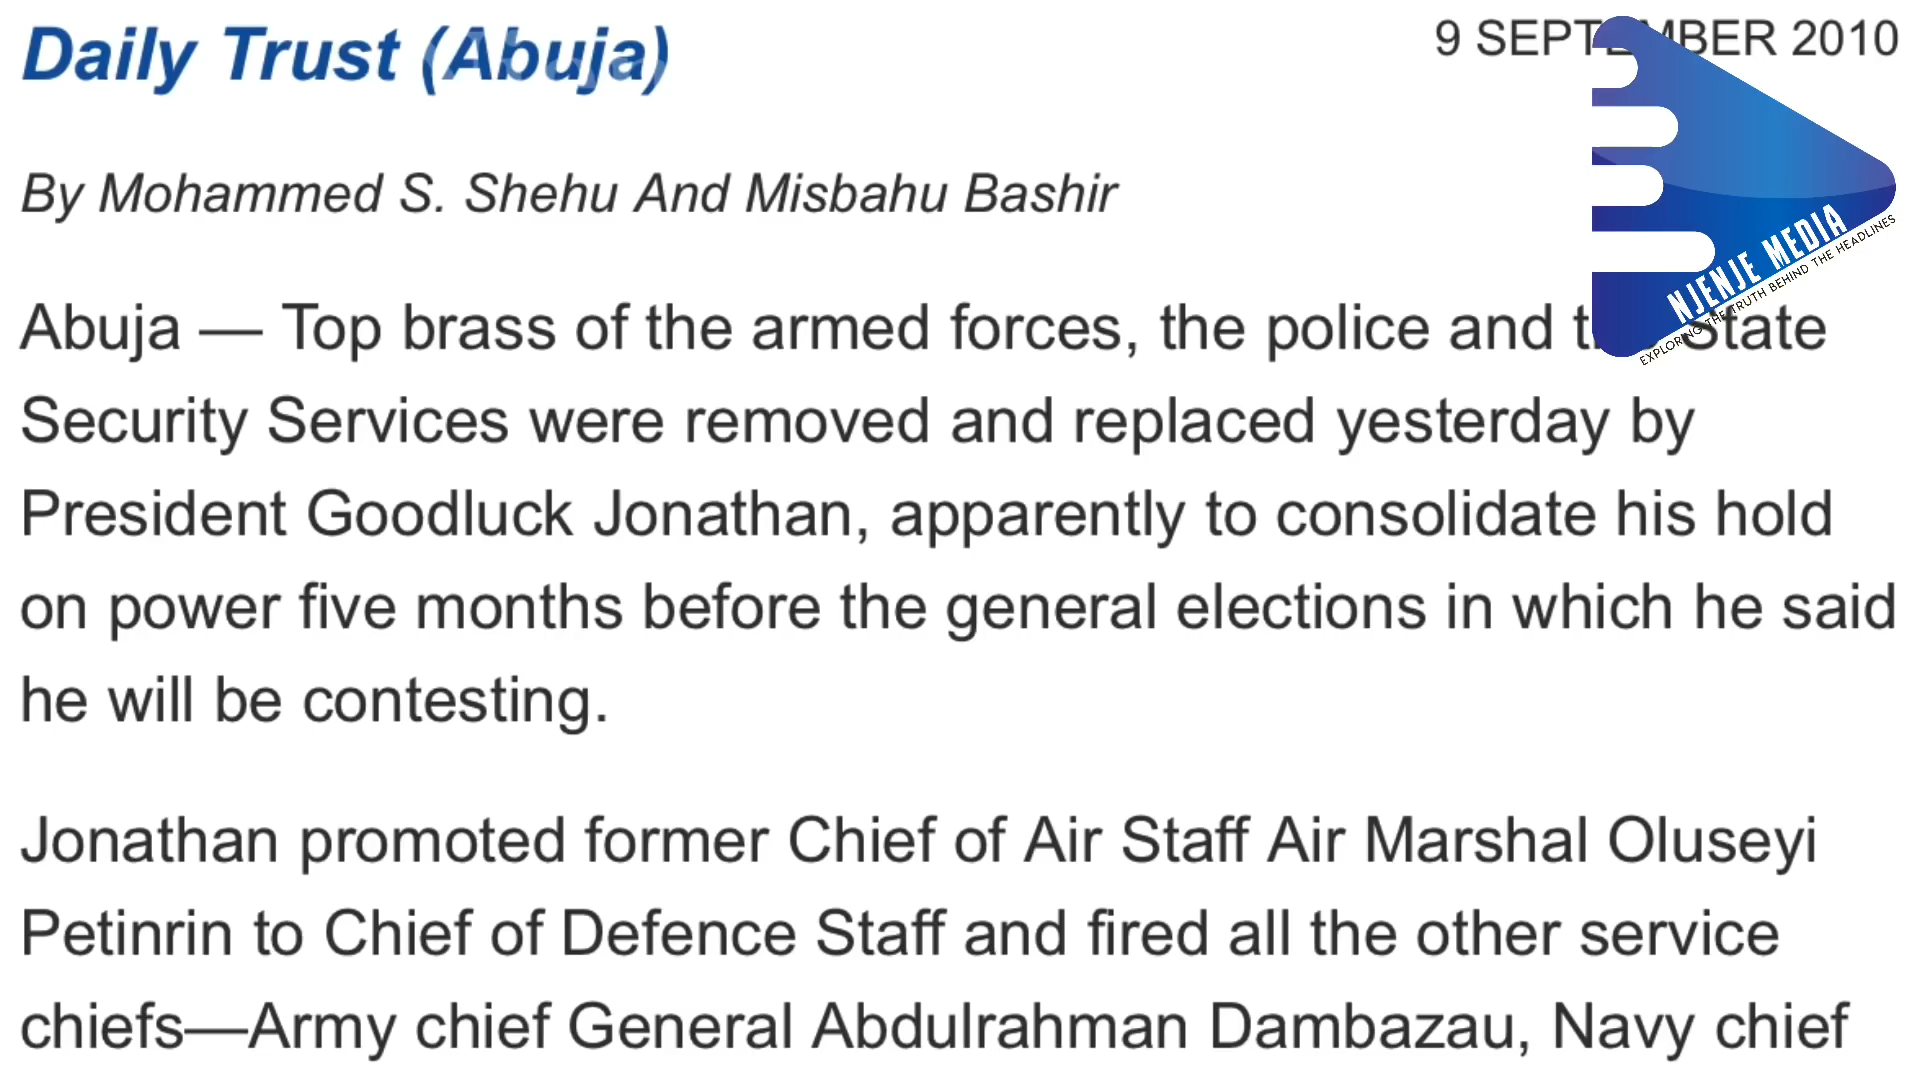 Daily Trust (Abuja)
9 SEPTEMBER 2010
By Mohammed S. Shehu And Misbahu Bashir
NJENJE MEDIA
EXPLORING THE TRUTH BEHIND THE HEADLINES
Abuja — Top brass of the armed forces, the police and the State
Security Services were removed and replaced yesterday by
President Goodluck Jonathan, apparently to consolidate his hold
on power five months before the general elections in which he said
he will be contesting.
Jonathan promoted former Chief of Air Staff Air Marshal Oluseyi
Petinrin to Chief of Defence Staff and fired all the other service
chiefs—Army chief General Abdulrahman Dambazau, Navy chief